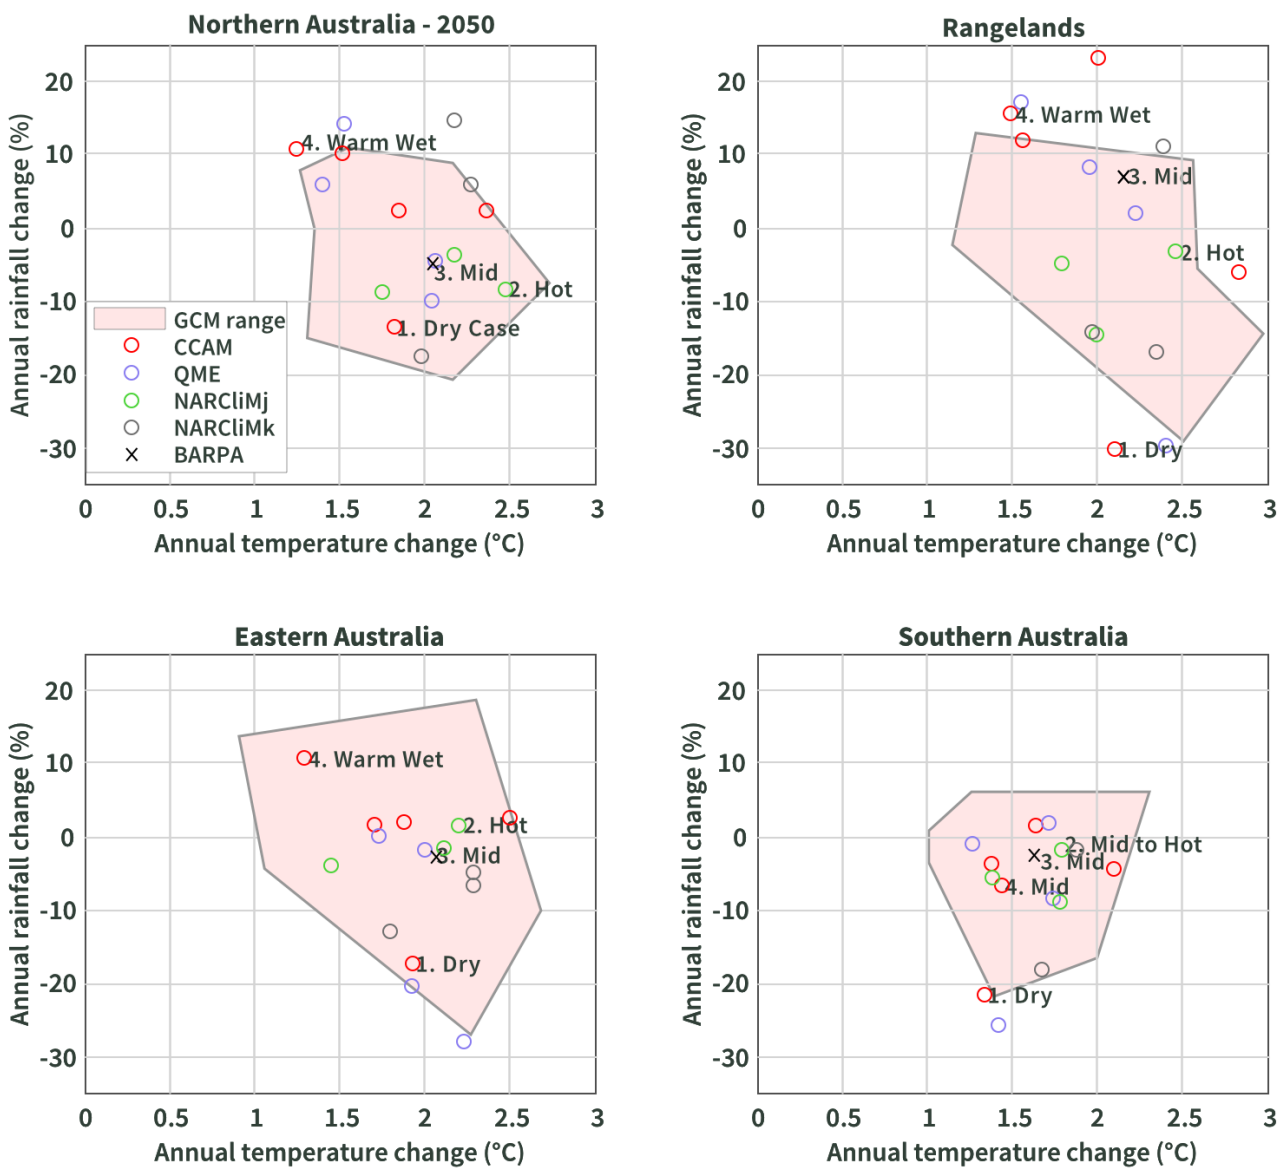 Northern Australia - 2050
Annual rainfall change (%)
20
10
0
-10
-20
-30
4. Warm Wet
3. Mid
2. Hot
1. Dry Case
GCM range
CCAM
QME
NARCliMj
NARCliMk
BARPA
0 0.5 1 1.5 2 2.5 3
Annual temperature change (°C)
Rangelands
Annual rainfall change (%)
20
10
0
-10
-20
-30
4. Warm Wet
3. Mid
2. Hot
1. Dry
0 0.5 1 1.5 2 2.5 3
Annual temperature change (°C)
Eastern Australia
Annual rainfall change (%)
20
10
0
-10
-20
-30
4. Warm Wet
2. Hot
3. Mid
1. Dry
0 0.5 1 1.5 2 2.5 3
Annual temperature change (°C)
Southern Australia
Annual rainfall change (%)
20
10
0
-10
-20
-30
2. Mid to Hot
3. Mid
4. Mid
1. Dry
0 0.5 1 1.5 2 2.5 3
Annual temperature change (°C)